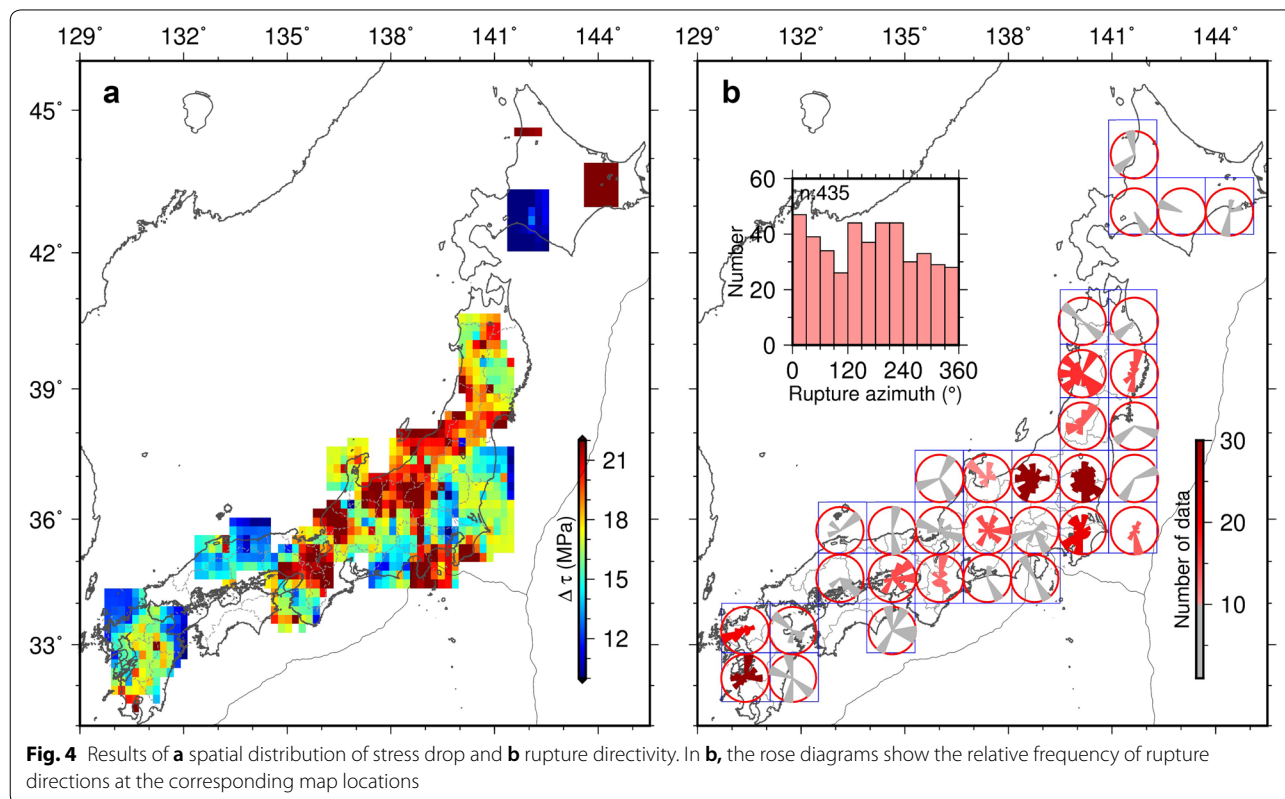 129° 132° 135° 138° 141° 144°
129° 132° 135° 138° 141° 144°
a
b
45°
42°
39°
36°
33°
21
18
15
12
Δ τ (MPa)
60
40
20
0
n:435
Number
0 120 240 360
Rupture azimuth (°)
30
20
10
Number of data
Fig. 4 Results of a spatial distribution of stress drop and b rupture directivity. In b, the rose diagrams show the relative frequency of rupture
directions at the corresponding map locations